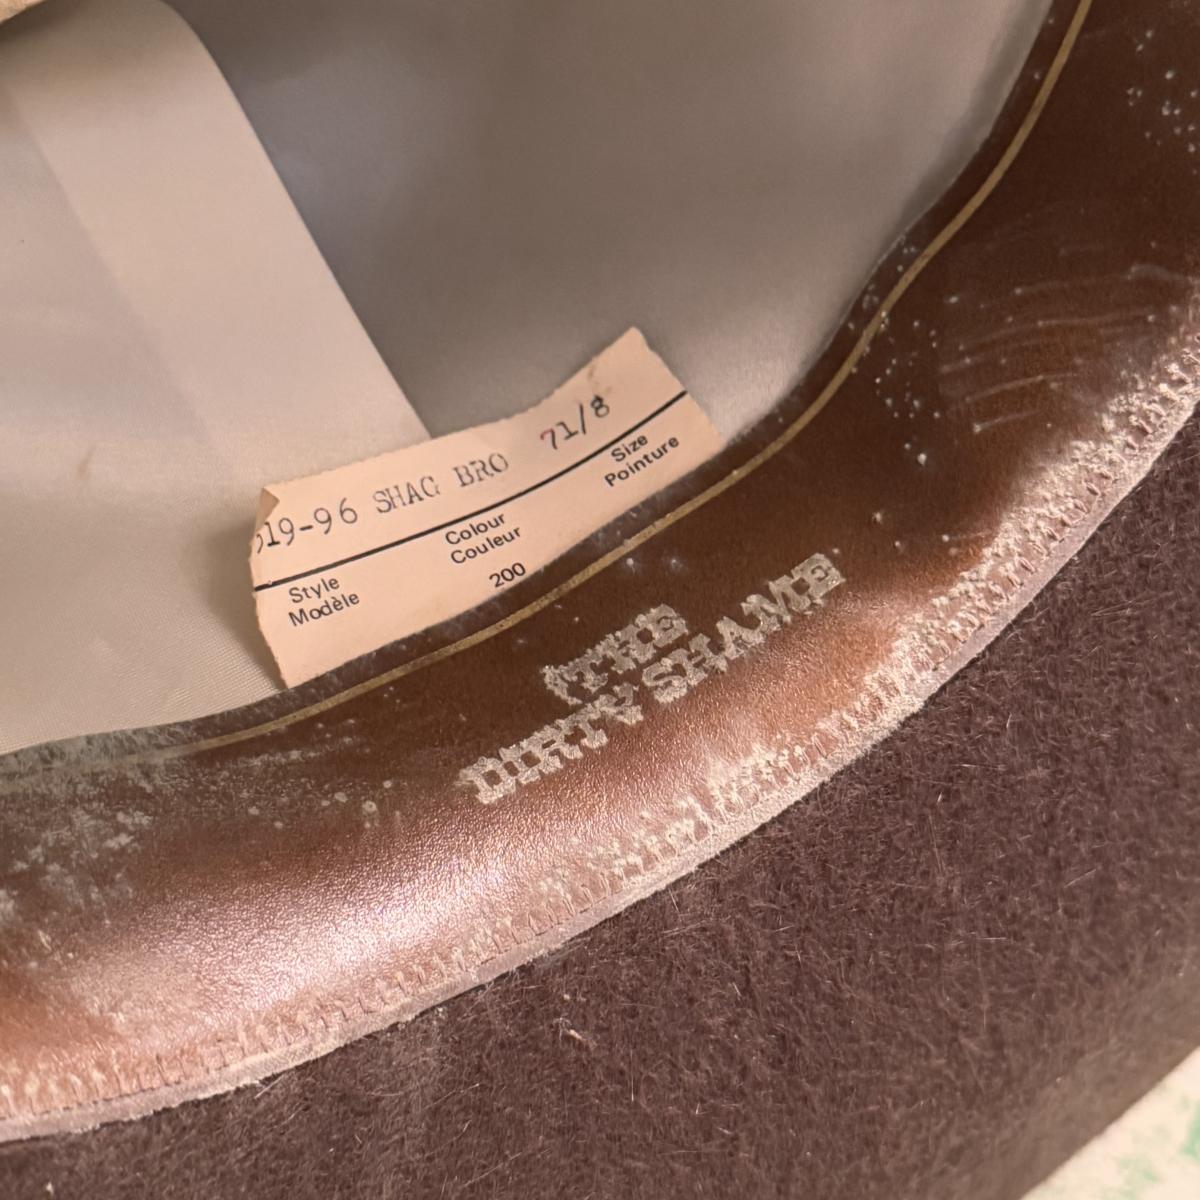 519-96 SHAG BRO 71/8
Style Colour Size
Modèle Couleur Pointure
200
THE
DIRTY SHAME